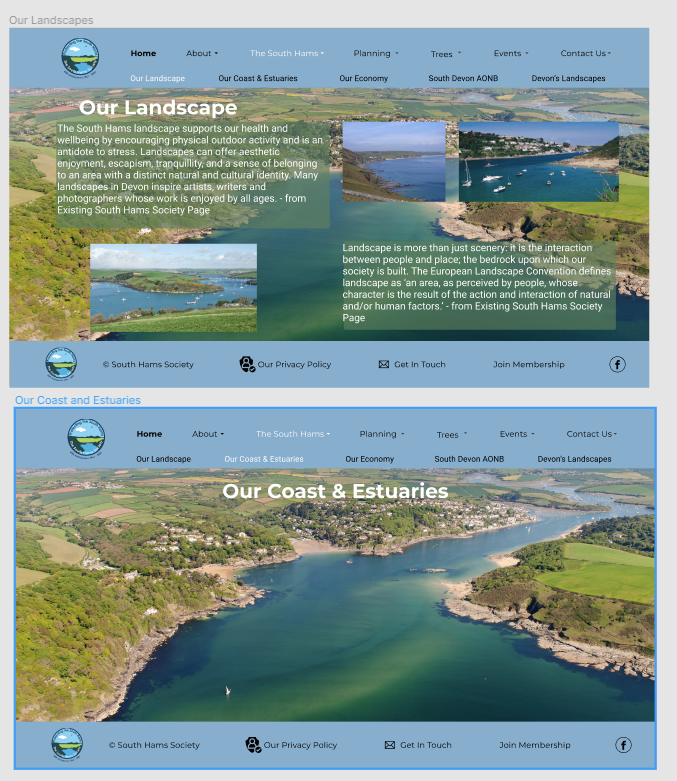 Our Landscapes
Home About The South Hams Planning Trees Events Contact Us
Our Landscape Our Coast & Estuaries Our Economy South Devon AONB Devon's Landscapes
Our Landscape
The South Hams landscape supports our health and
wellbeing by encouraging physical outdoor activity and is an
antidote to stress. Landscapes can offer aesthetic
enjoyment, escapism, tranquillity, and a sense of belonging
to an area with a distinct natural and cultural identity. Many
landscapes in Devon inspire artists, writers and
photographers whose work is enjoyed by all ages. - from
Existing South Hams Society Page
Landscape is more than just scenery: it is the interaction
between people and place; the bedrock upon which our
society is built. The European Landscape Convention defines
landscape as 'an area, as perceived by people, whose
character is the result of the action and interaction of natural
and/or human factors.' - from Existing South Hams Society
Page
© South Hams Society Our Privacy Policy Get In Touch Join Membership
Our Coast and Estuaries
Home About The South Hams Planning Trees Events Contact Us
Our Landscape Our Coast & Estuaries Our Economy South Devon AONB Devon's Landscapes
Our Coast & Estuaries
© South Hams Society Our Privacy Policy Get In Touch Join Membership